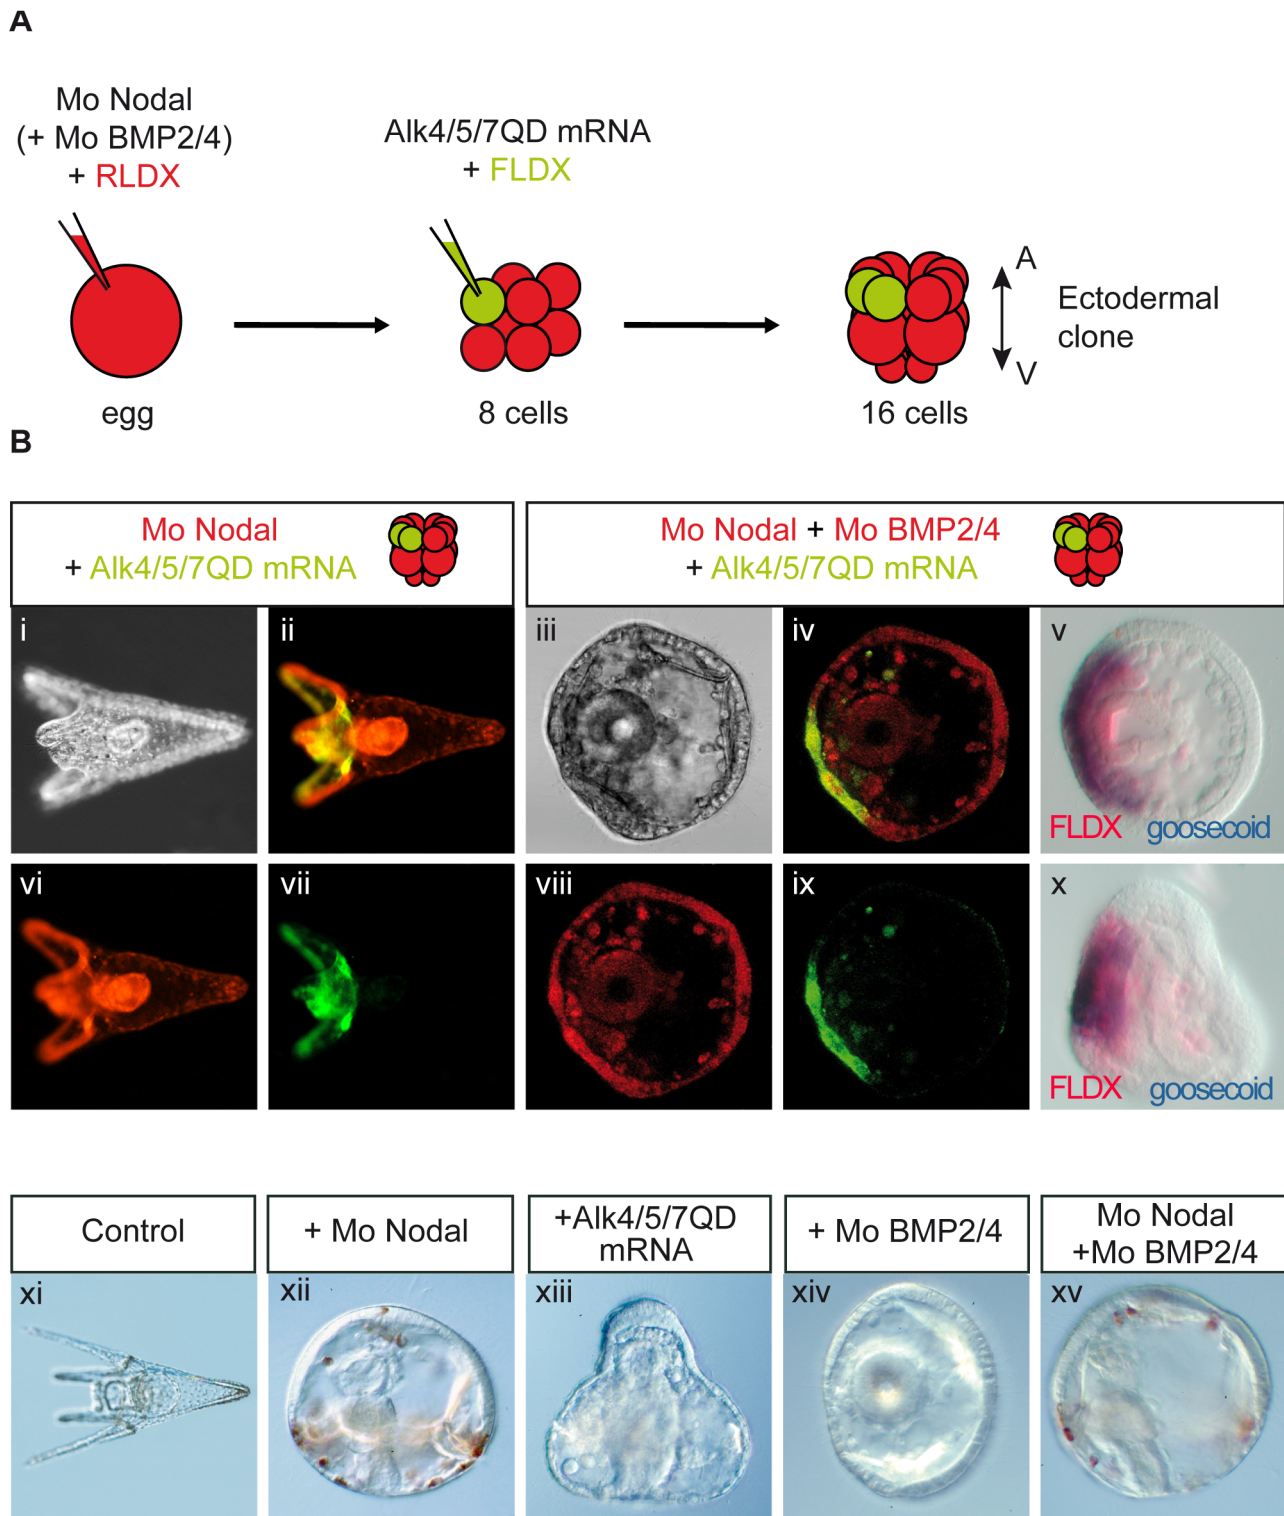 A
Mo Nodal
(+ Mo BMP2/4)
+ RLDX
Alk4/5/7QD mRNA
+ FLDX
A
V
Ectodermal
clone
egg
8 cells
16 cells
B
Mo Nodal
+ Alk4/5/7QD mRNA
Mo Nodal + Mo BMP2/4
+ Alk4/5/7QD mRNA
i
ii
iii
iv
v
FLDX goosecoid
vi
vii
viii
ix
x
FLDX goosecoid
Control
+ Mo Nodal
+Alk4/5/7QD
mRNA
+ Mo BMP2/4
Mo Nodal
+Mo BMP2/4
xi
xii
xiii
xiv
xv